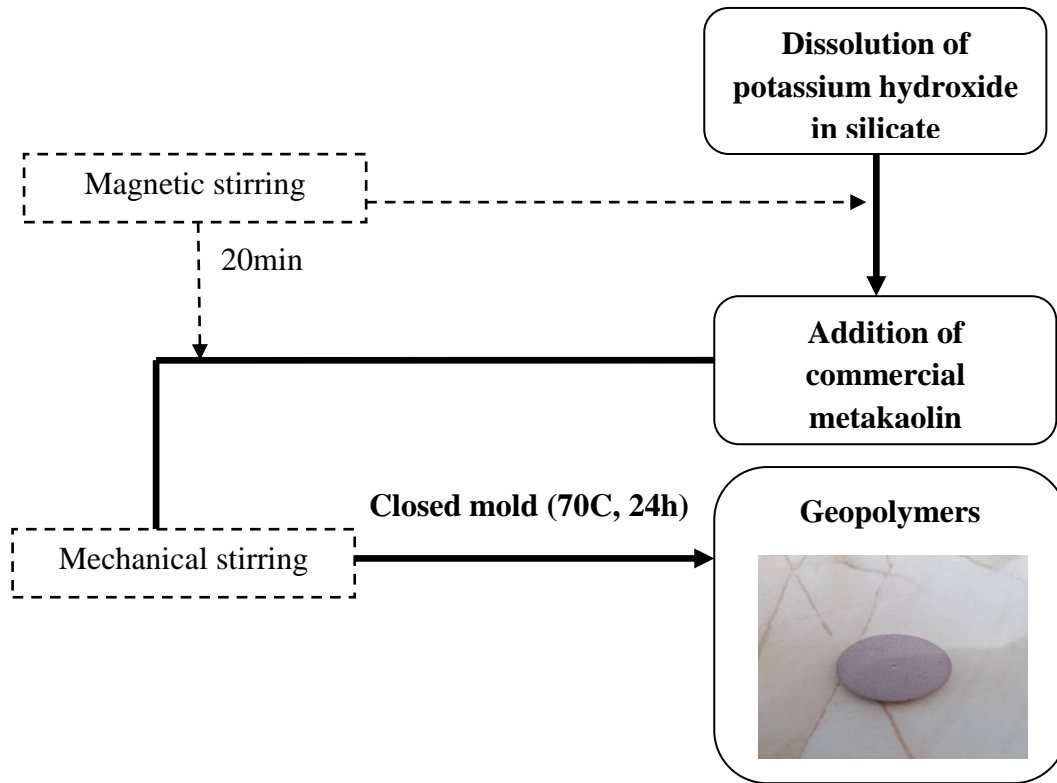 Dissolution of
potassium hydroxide
in silicate
Magnetic stirring
20min
Addition of
commercial
metakaolin
Closed mold (70C, 24h)
Geopolymers
Mechanical stirring